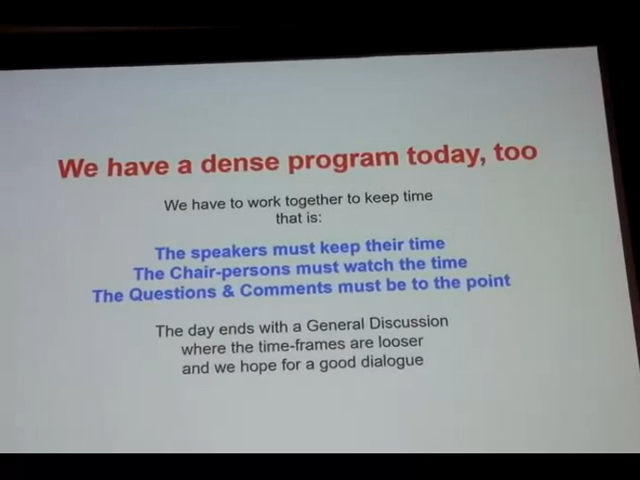 We have a dense program today, too
We have to work together to keep time
that is:
The speakers must keep their time
The Chair-persons must watch the time
The Questions & Comments must be to the point
The day ends with a General Discussion
where the time-frames are looser
and we hope for a good dialogue